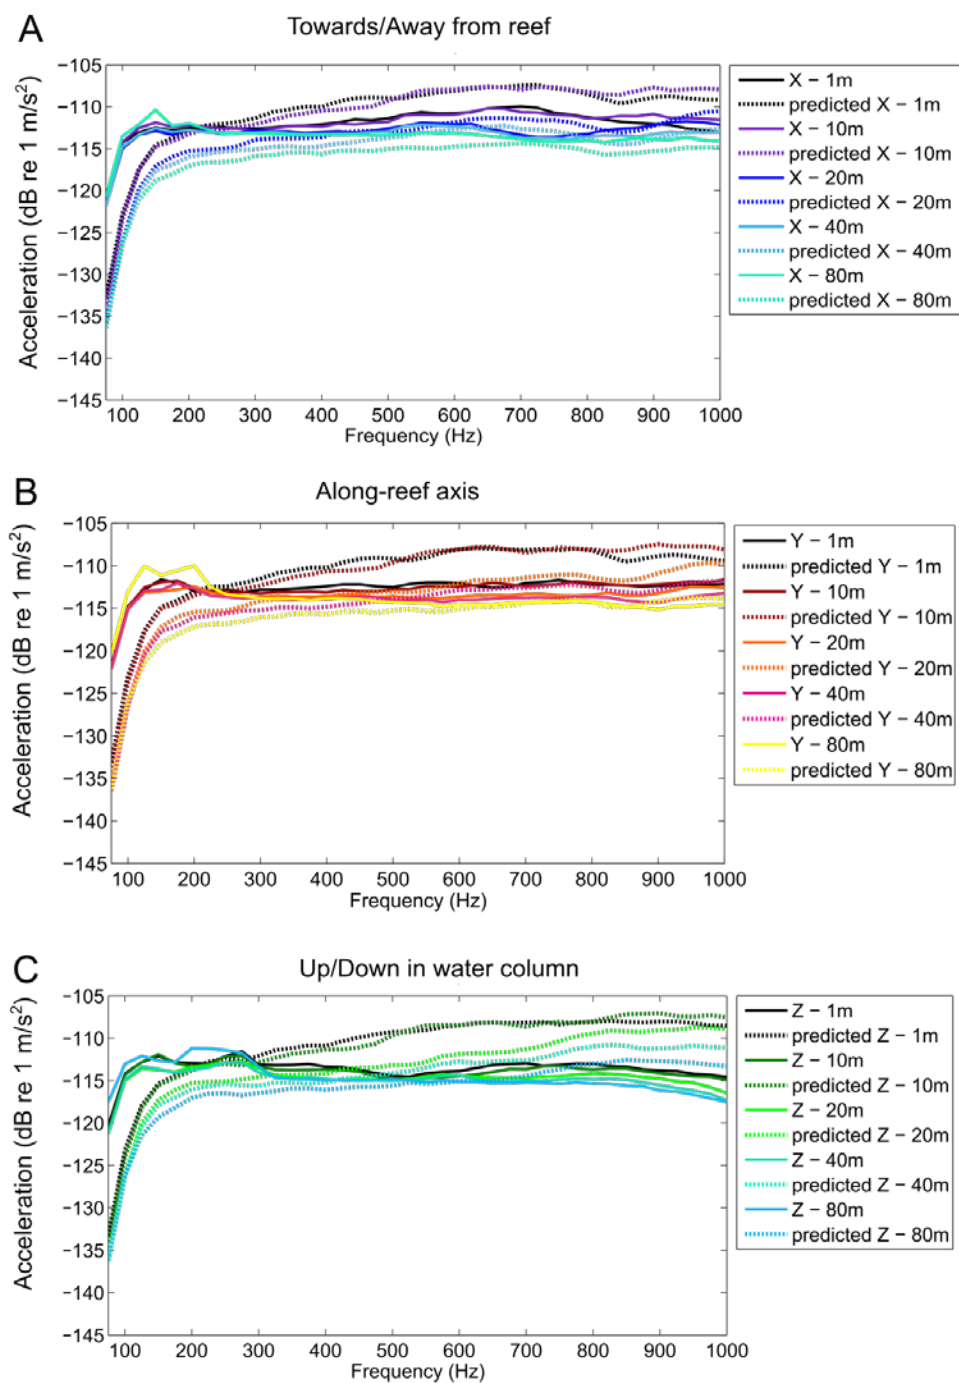 A
Towards/Away from reef
Acceleration (dB re 1 m/s²)
−105
−110
−115
−120
−125
−130
−135
−140
−145
100 200 300 400 500 600 700 800 900 1000
Frequency (Hz)
X − 1m
predicted X − 1m
X − 10m
predicted X − 10m
X − 20m
predicted X − 20m
X − 40m
predicted X − 40m
X − 80m
predicted X − 80m
B
Along-reef axis
Acceleration (dB re 1 m/s²)
−105
−110
−115
−120
−125
−130
−135
−140
−145
100 200 300 400 500 600 700 800 900 1000
Frequency (Hz)
Y − 1m
predicted Y − 1m
Y − 10m
predicted Y − 10m
Y − 20m
predicted Y − 20m
Y − 40m
predicted Y − 40m
Y − 80m
predicted Y − 80m
C
Up/Down in water column
Acceleration (dB re 1 m/s²)
−105
−110
−115
−120
−125
−130
−135
−140
−145
100 200 300 400 500 600 700 800 900 1000
Frequency (Hz)
Z − 1m
predicted Z − 1m
Z − 10m
predicted Z − 10m
Z − 20m
predicted Z − 20m
Z − 40m
predicted Z − 40m
Z − 80m
predicted Z − 80m